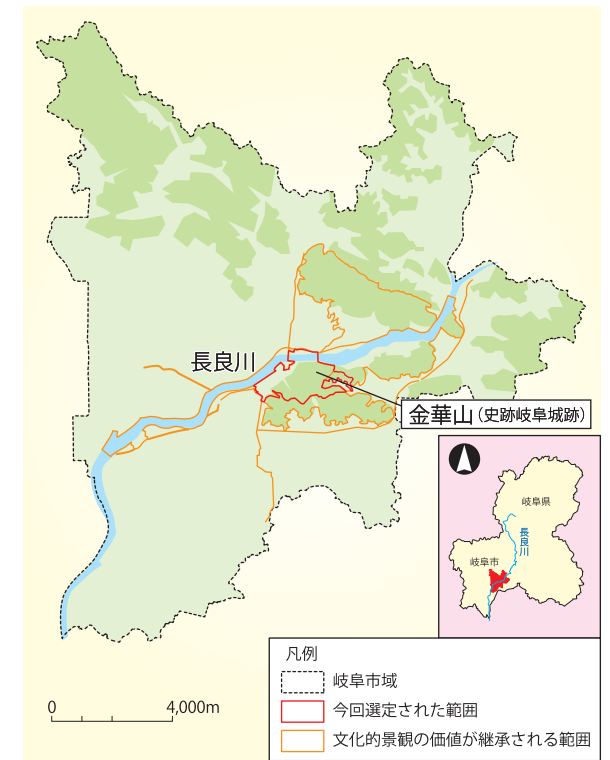 長良川
金華山（史跡岐阜城跡）
岐阜県
長良川
岐阜市
凡例
岐阜市域
今回選定された範囲
文化的景観の価値が継承される範囲
0 4,000m